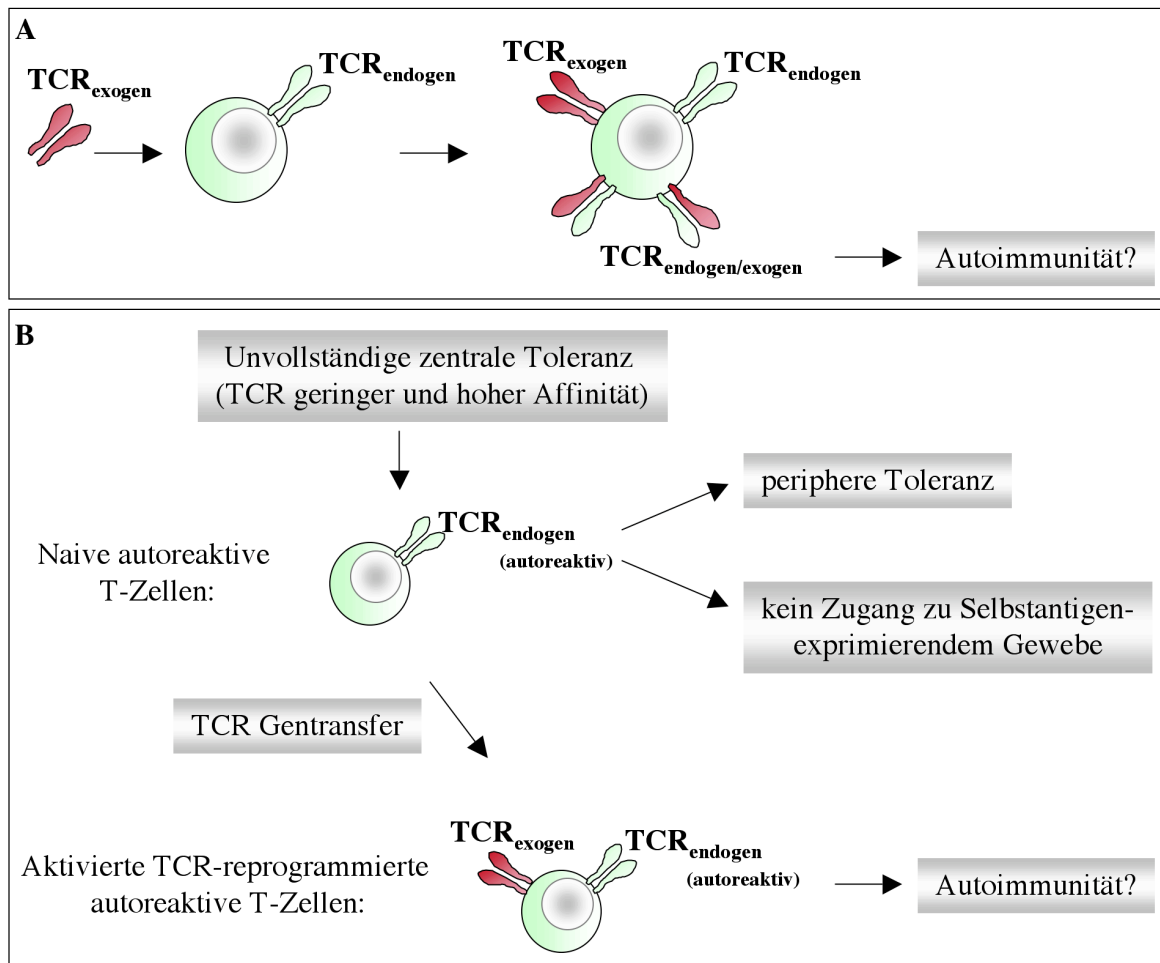 A
TCRexogen
TCRendogen
TCRexogen
TCRendogen
TCRendogen/exogen
Autoimmunität?
B
Unvollständige zentrale Toleranz
(TCR geringer und hoher Affinität)
periphere Toleranz
Naive autoreaktive
T-Zellen:
TCRendogen
(autoreaktiv)
kein Zugang zu Selbstantigen-
exprimierendem Gewebe
TCR Gentransfer
Aktivierte TCR-reprogrammierte
autoreaktive T-Zellen:
TCRexogen
TCRendogen
(autoreaktiv)
Autoimmunität?